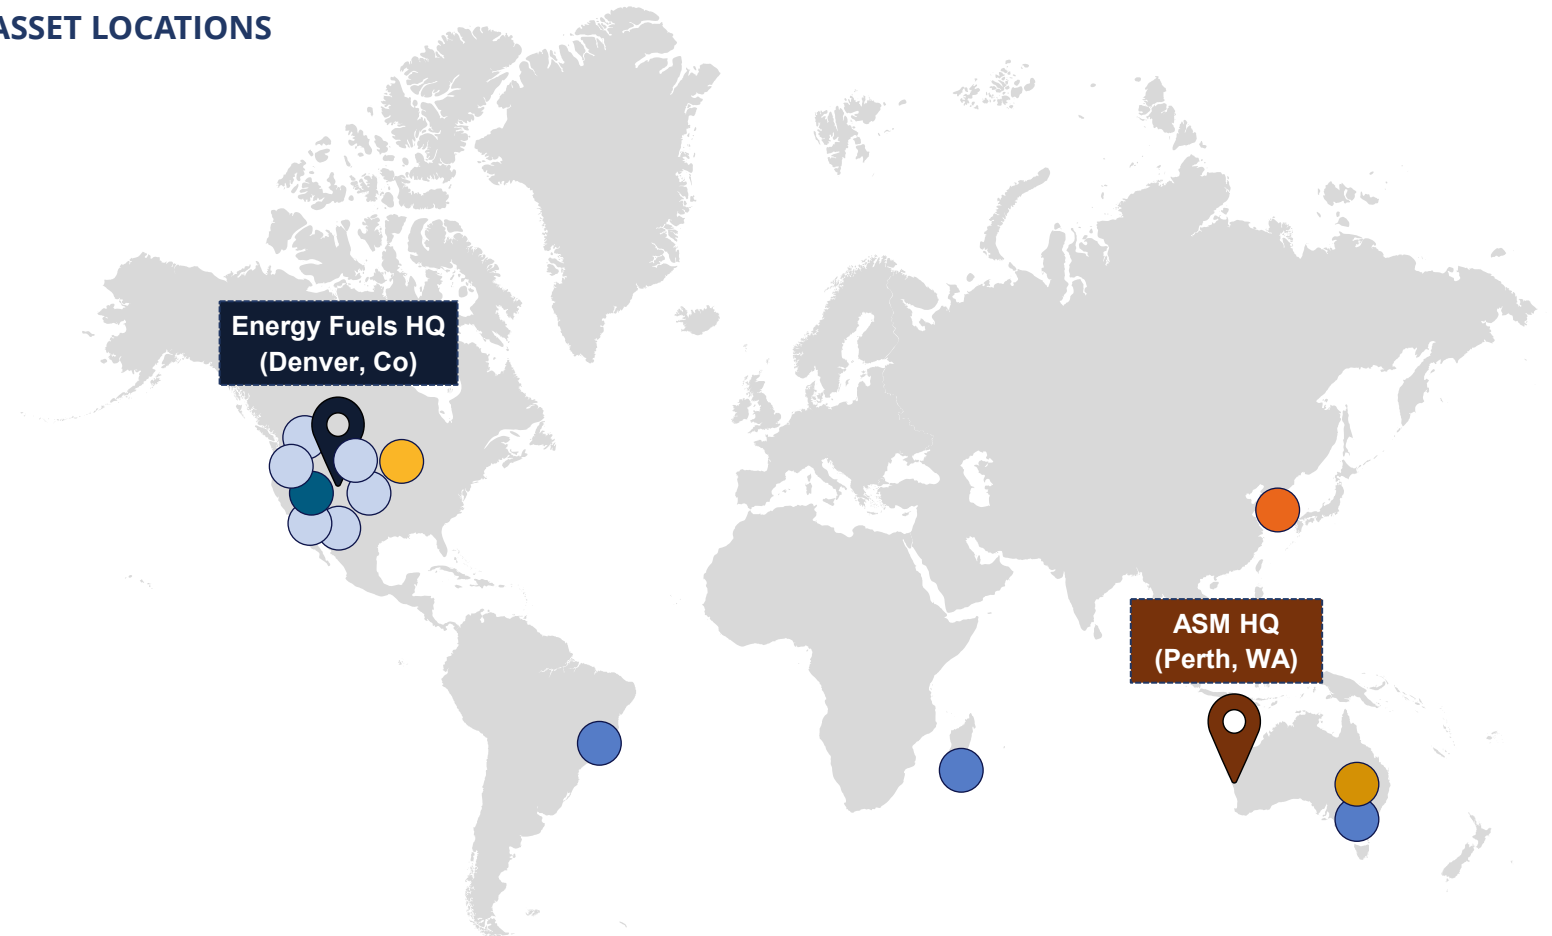 ASSET LOCATIONS
Energy Fuels HQ
(Denver, Co)
ASM HQ
(Perth, WA)